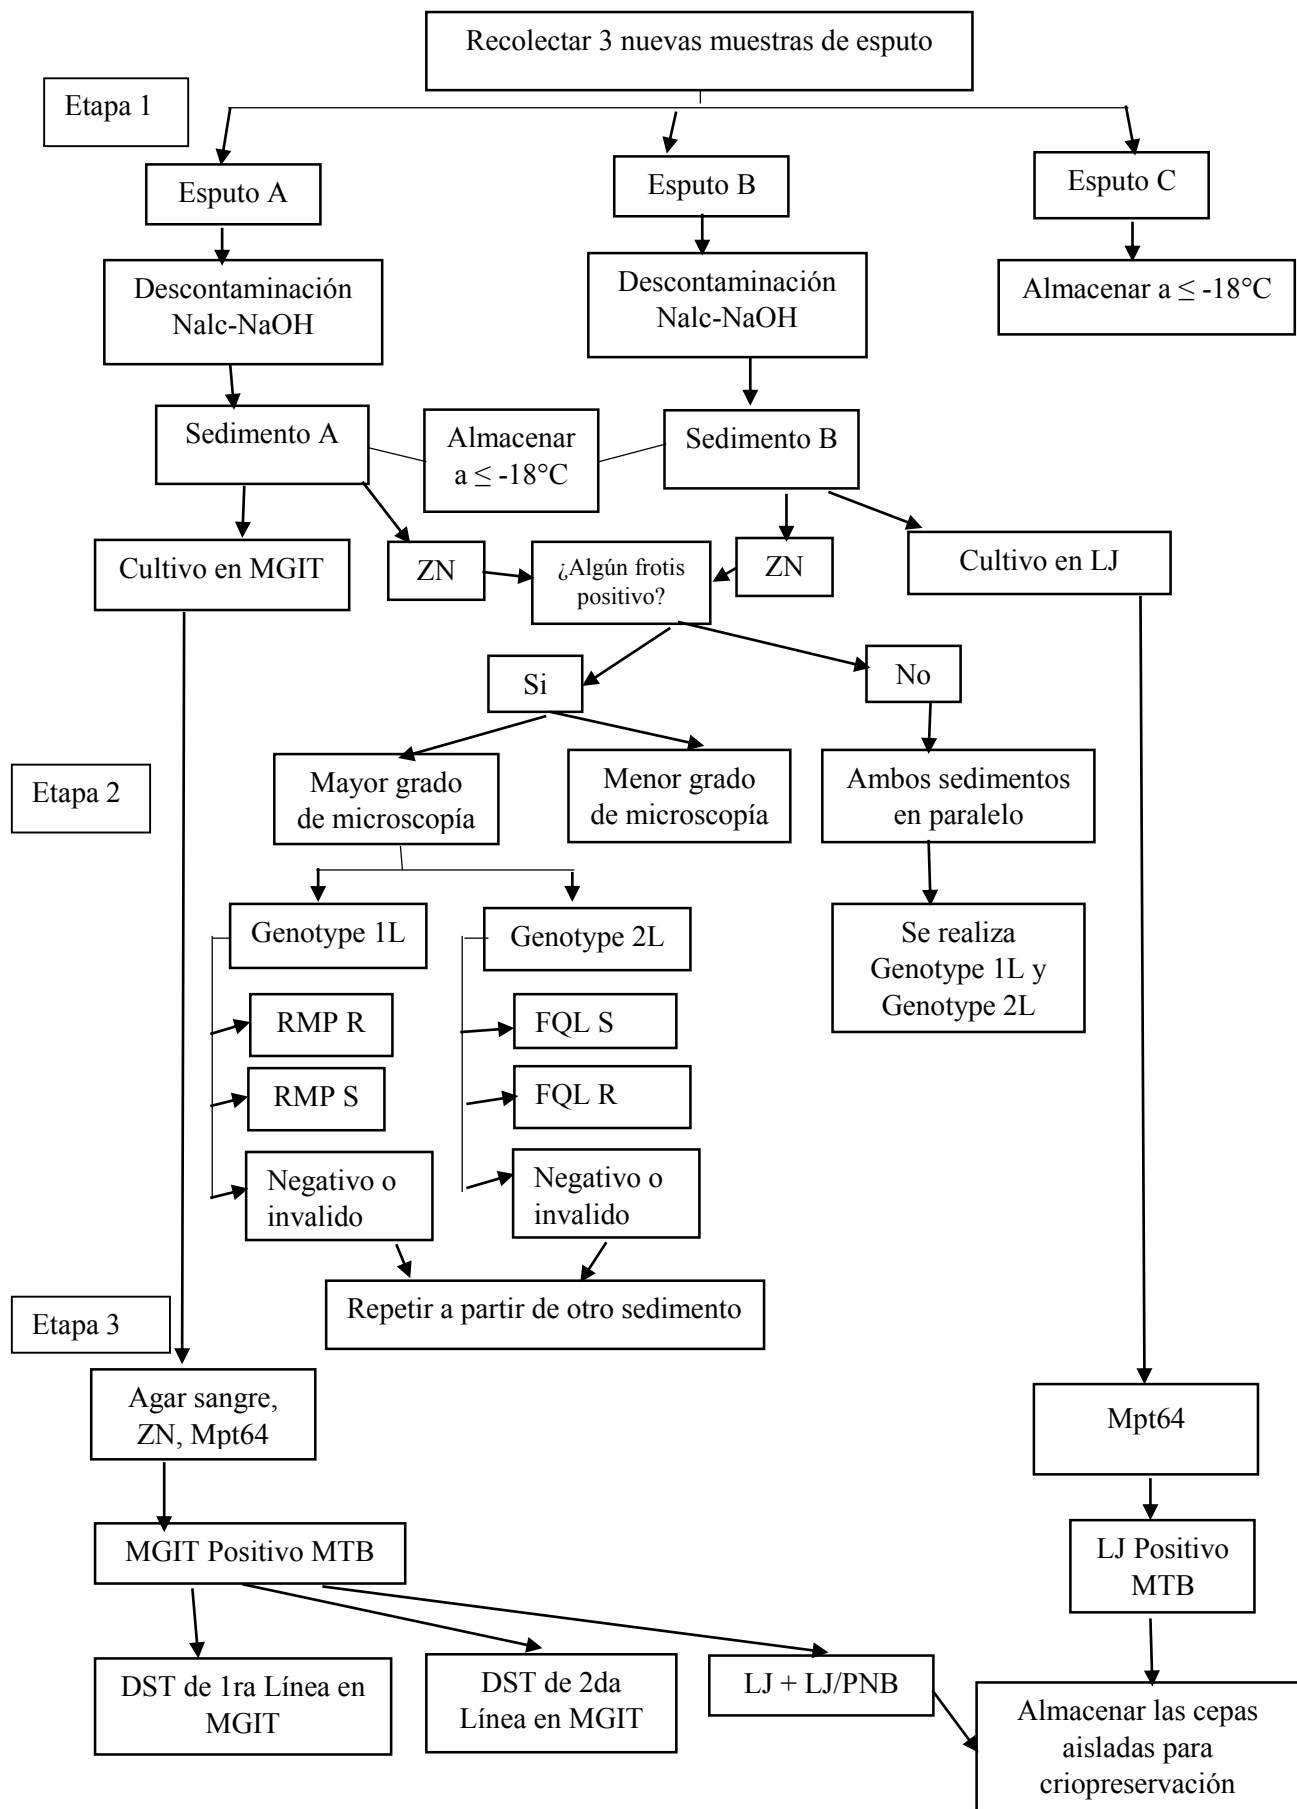 Recolectar 3 nuevas muestras de esputo
Etapa 1
Esputo A
Esputo B
Esputo C
Descontaminación
Nalc-NaOH
Descontaminación
Nalc-NaOH
Almacenar a ≤ -18°C
Sedimento A
Almacenar
a ≤ -18°C
Sedimento B
Cultivo en MGIT
ZN
¿Algún frotis
positivo?
ZN
Cultivo en LJ
Si
No
Etapa 2
Mayor grado
de microscopía
Menor grado
de microscopía
Ambos sedimentos
en paralelo
Genotype 1L
Genotype 2L
Se realiza
Genotype 1L y
Genotype 2L
RMP R
FQL S
RMP S
FQL R
Negativo o
invalido
Negativo o
invalido
Repetir a partir de otro sedimento
Etapa 3
Agar sangre,
ZN, Mpt64
Mpt64
MGIT Positivo MTB
LJ Positivo
MTB
DST de 1ra Línea en
MGIT
DST de 2da
Línea en MGIT
LJ + LJ/PNB
Almacenar las cepas
aisladas para
criopreservación